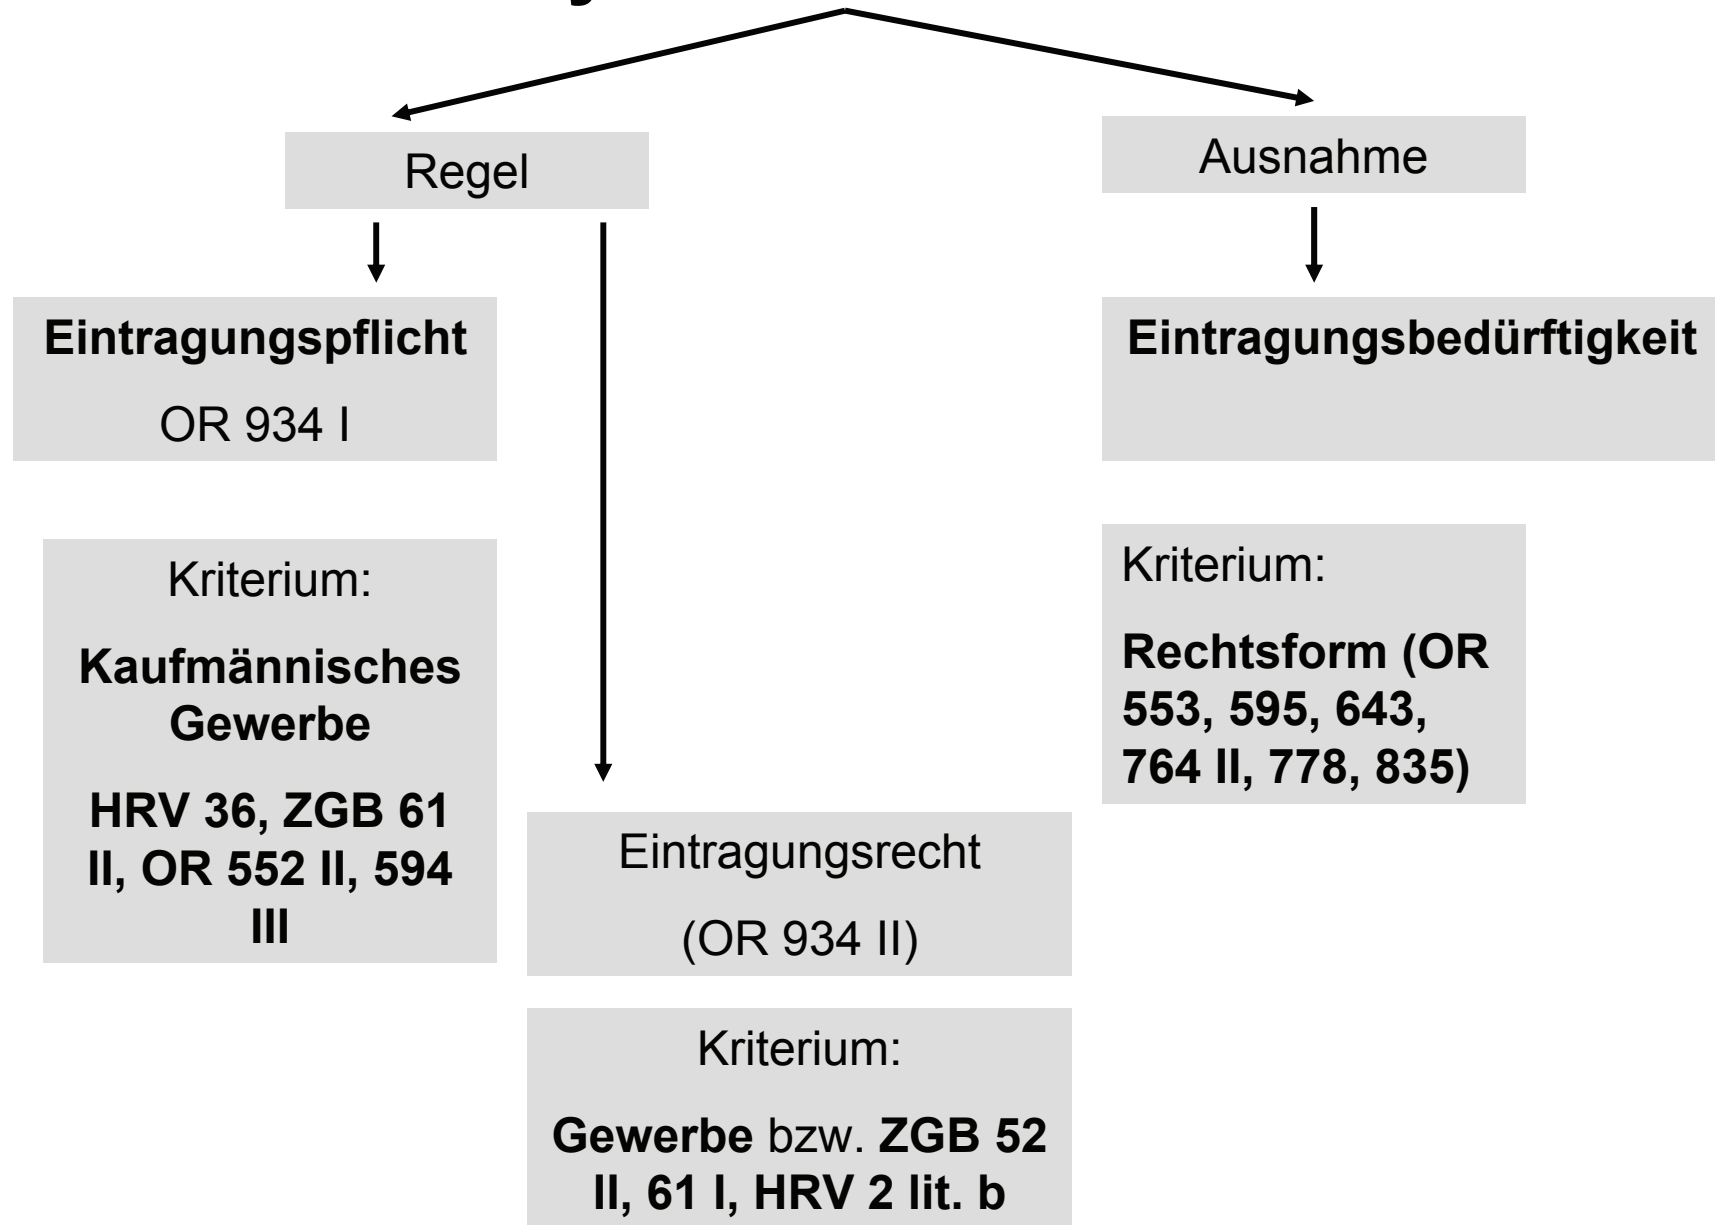 Regel
Eintragungspflicht
OR 934 I
Kriterium:
Kaufmännisches
Gewerbe
HRV 36, ZGB 61
II, OR 552 II, 594
III
Eintragungsrecht
(OR 934 II)
Kriterium:
Gewerbe bzw. ZGB 52
II, 61 I, HRV 2 lit. b
Ausnahme
Eintragungsbedürftigkeit
Kriterium:
Rechtsform (OR
553, 595, 643,
764 II, 778, 835)